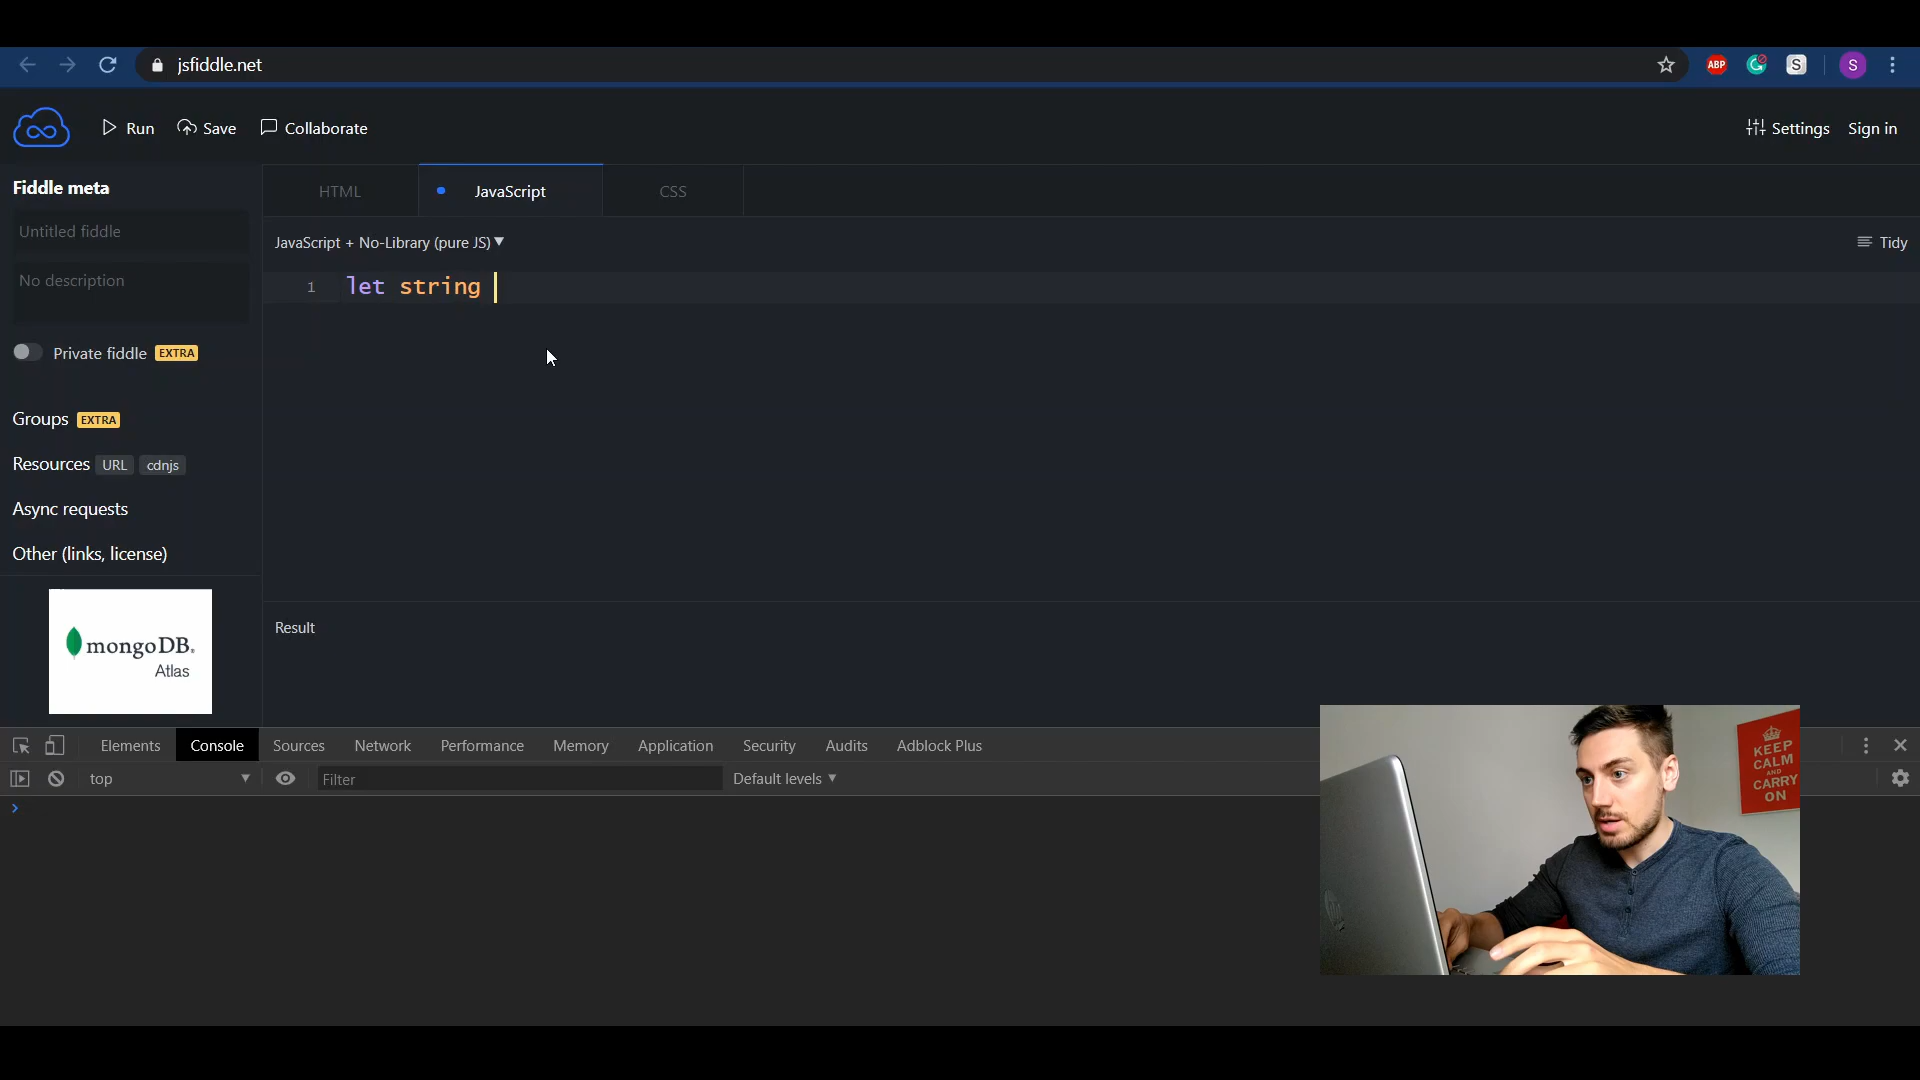 jsfiddle.net
ABP
S
S
Run
Save
Collaborate
Settings
Sign in
Fiddle meta
Untitled fiddle
No description
Private fiddle EXTRA
Groups EXTRA
Resources URL cdnjs
Async requests
Other (links, license)
mongoDB.
Atlas
HTML
JavaScript
CSS
JavaScript + No-Library (pure JS)
Tidy
1 let string
Result
Elements Console Sources Network Performance Memory Application Security Audits Adblock Plus
top
Filter
Default levels
KEEP
CALM
AND
CARRY
ON